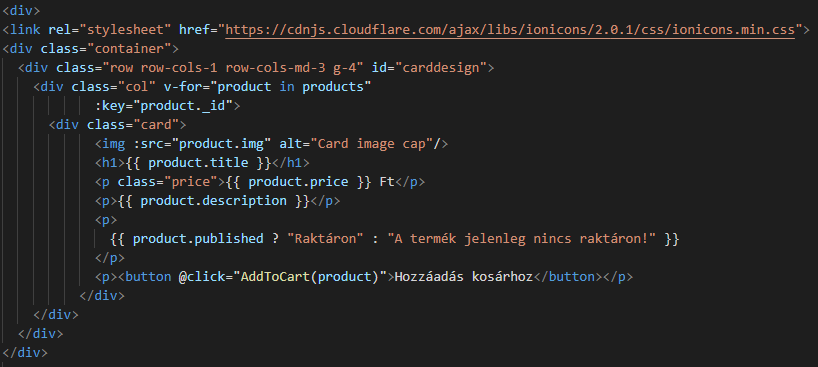 <div>
<link rel="stylesheet" href="https://cdnjs.cloudflare.com/ajax/libs/ionicons/2.0.1/css/ionicons.min.css">
<div class="container">
<div class="row row-cols-1 row-cols-md-3 g-4" id="carddesign">
<div class="col" v-for="product in products"
:key="product._id">
<div class="card">
<img :src="product.img" alt="Card image cap"/>
<h1>{{ product.title }}</h1>
<p class="price">{{ product.price }} Ft</p>
<p>{{ product.description }}</p>
<p>
{{ product.published ? "Raktáron" : "A termék jelenleg nincs raktáron!" }}
</p>
<p><button @click="AddToCart(product)">Hozzáadás kosárhoz</button></p>
</div>
</div>
</div>
</div>